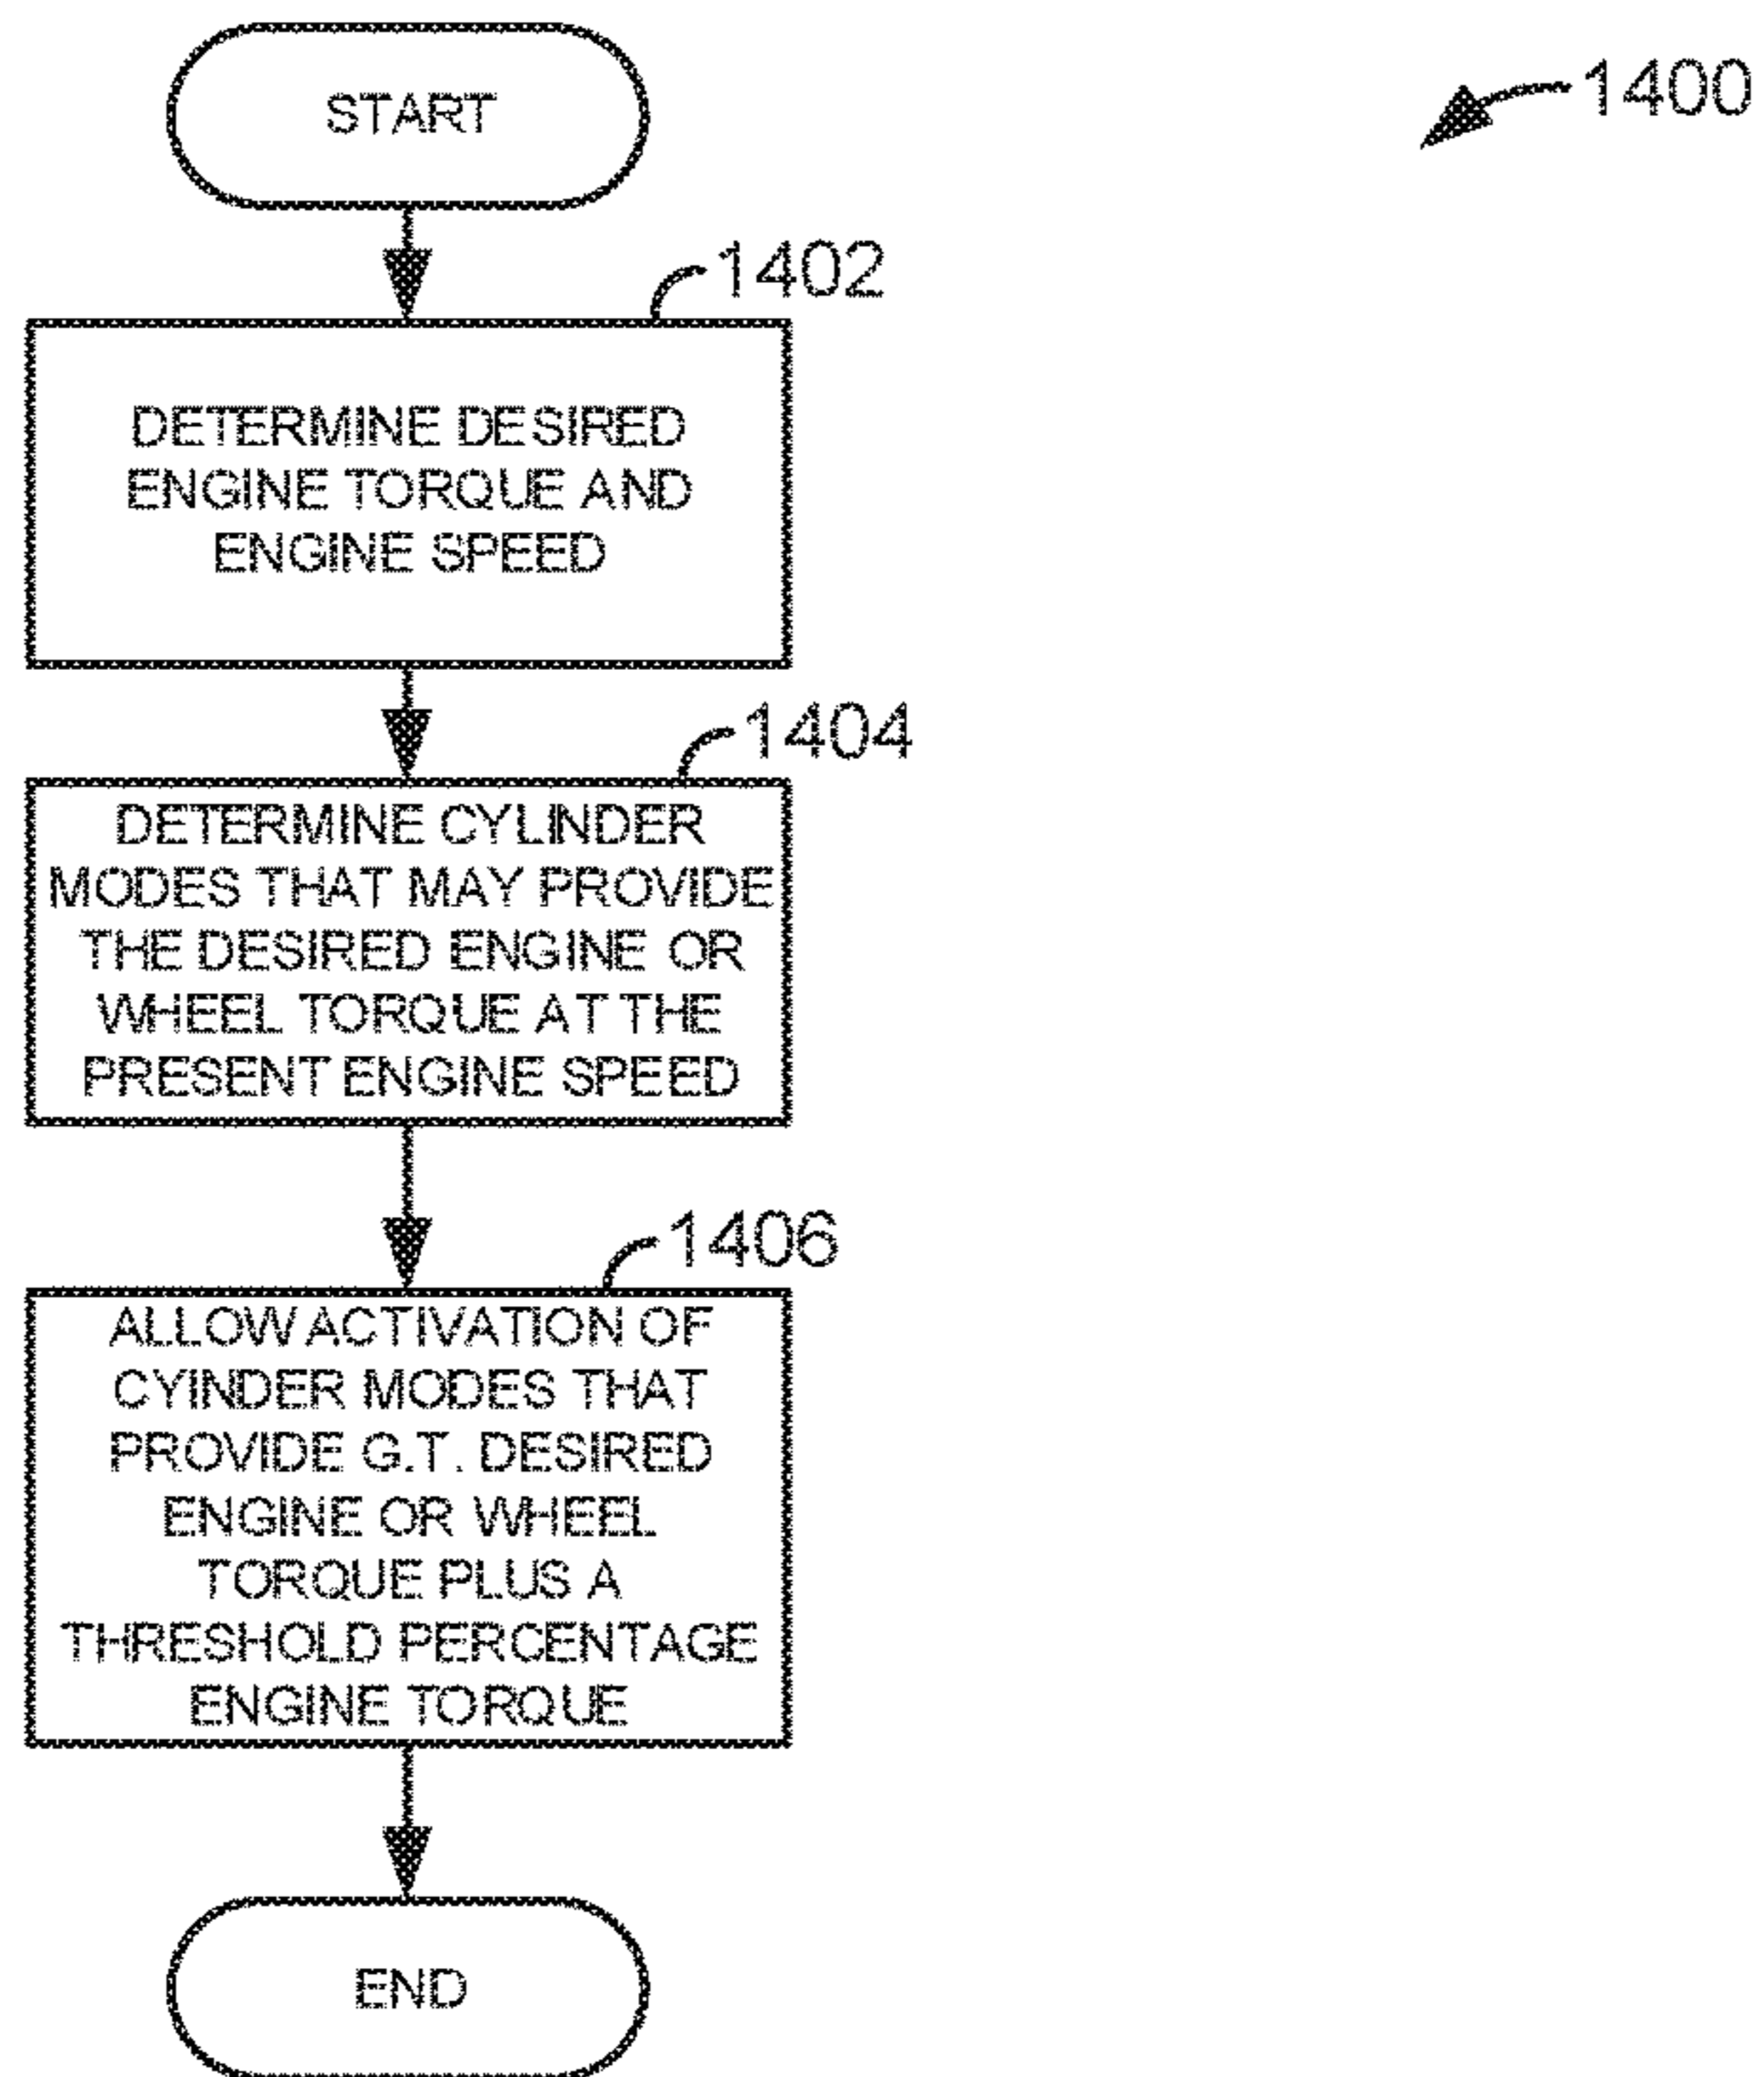 START
1400
1402
DETERMINE DESIRED
ENGINE TORQUE AND
ENGINE SPEED
1404
DETERMINE CYLINDER
MODES THAT MAY PROVIDE
THE DESIRED ENGINE OR
WHEEL TORQUE AT THE
PRESENT ENGINE SPEED
1406
ALLOW ACTIVATION OF
CYINDER MODES THAT
PROVIDE G.T. DESIRED
ENGINE OR WHEEL
TORQUE PLUS A
THRESHOLD PERCENTAGE
ENGINE TORQUE
END